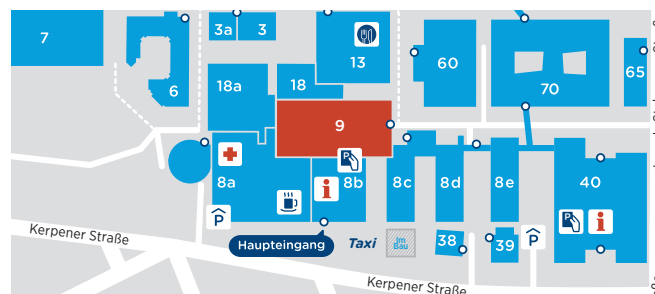 7
3a
3
13
60
65
6
18a
18
70
9
8a
8b
8c
8d
8e
40
P
i
P
i
P
P
Kerpener Straße
Haupteingang
Taxi
Im
Bau
38
39
Kerpener Straße